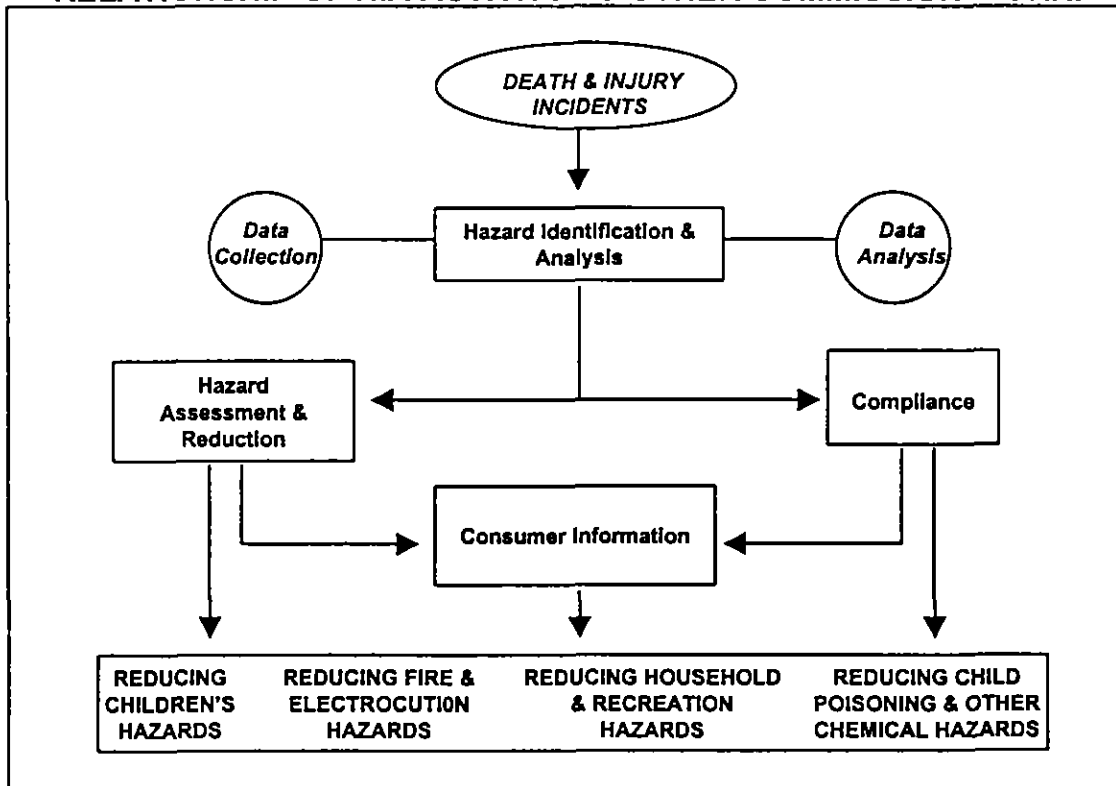 DEATH & INJURY
INCIDENTS
Data
Collection
Hazard Identification &
Analysis
Data
Analysis
Hazard
Assessment &
Reduction
Compliance
Consumer Information
REDUCING
CHILDREN'S
HAZARDS
REDUCING FIRE &
ELECTROCUTION
HAZARDS
REDUCING HOUSEHOLD
& RECREATION
HAZARDS
REDUCING CHILD
POISONING & OTHER
CHEMICAL HAZARDS